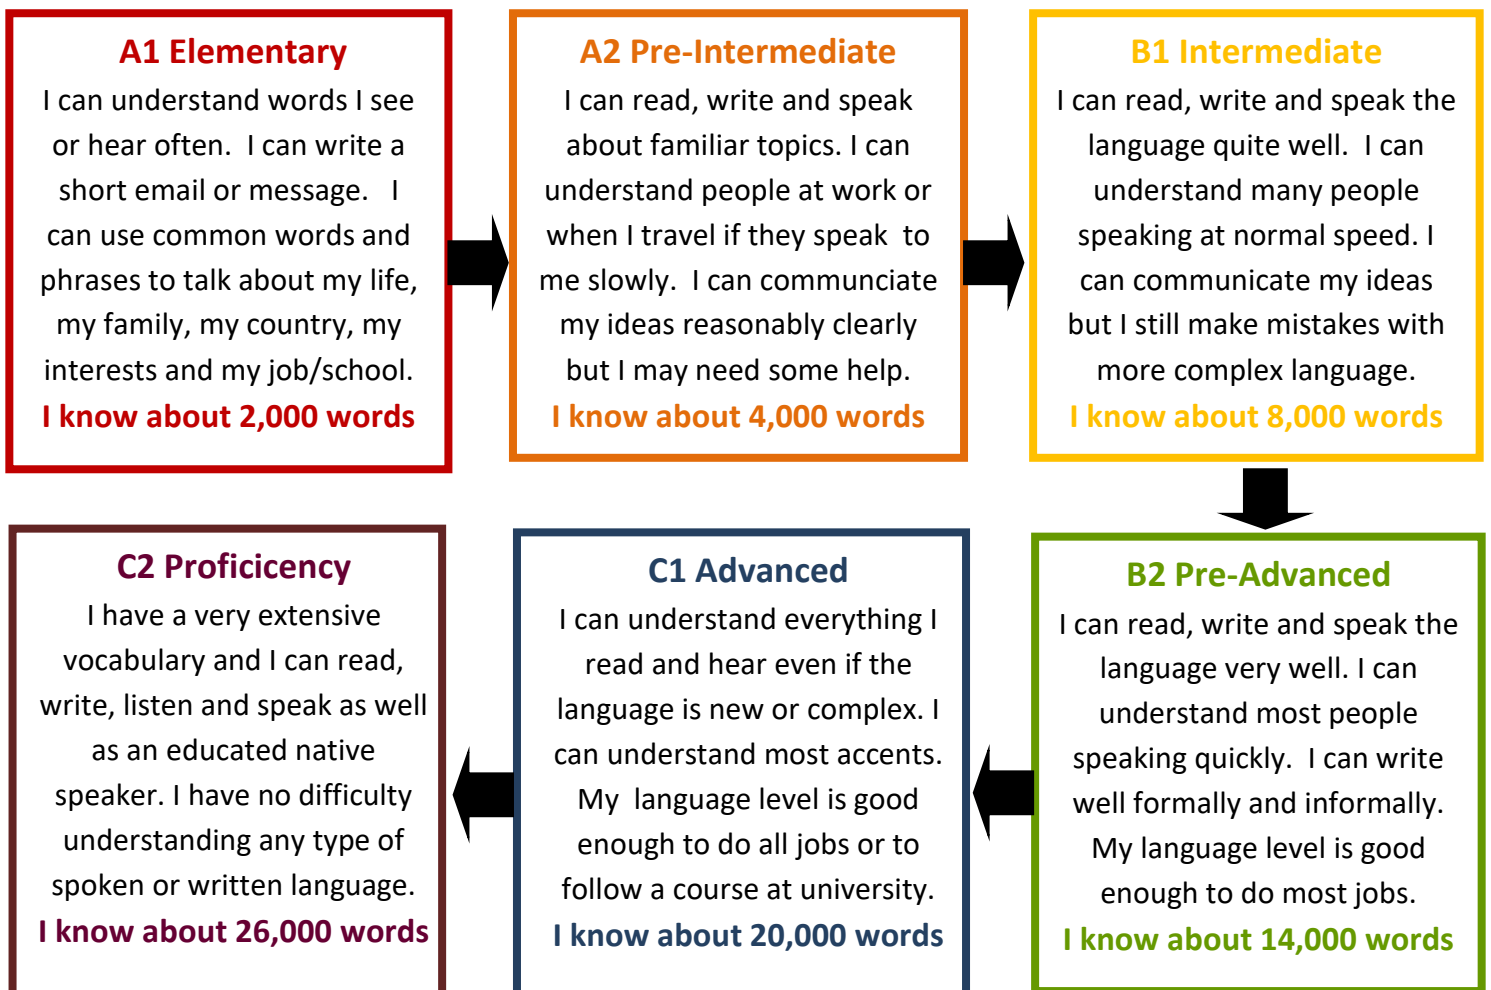 A1 Elementary
I can understand words I see
or hear often.  I can write a
short email or message.   I
can use common words and
phrases to talk about my life,
my family, my country, my
interests and my job/school.
I know about 2,000 words
A2 Pre-Intermediate
I can read, write and speak
about familiar topics. I can
understand people at work or
when I travel if they speak  to
me slowly.  I can communciate
my ideas reasonably clearly
but I may need some help.
I know about 4,000 words
B1 Intermediate
I can read, write and speak the
language quite well.  I can
understand many people
speaking at normal speed. I
can communicate my ideas
but I still make mistakes with
more complex language.
I know about 8,000 words
B2 Pre-Advanced
I can read, write and speak the
language very well. I can
understand most people
speaking quickly.  I can write
well formally and informally.
My language level is good
enough to do most jobs.
I know about 14,000 words
C1 Advanced
I can understand everything I
read and hear even if the
language is new or complex. I
can understand most accents.
My  language level is good
enough to do all jobs or to
follow a course at university.
I know about 20,000 words
C2 Proficicency
I have a very extensive
vocabulary and I can read,
write, listen and speak as well
as an educated native
speaker. I have no difficulty
understanding any type of
spoken or written language.
I know about 26,000 words